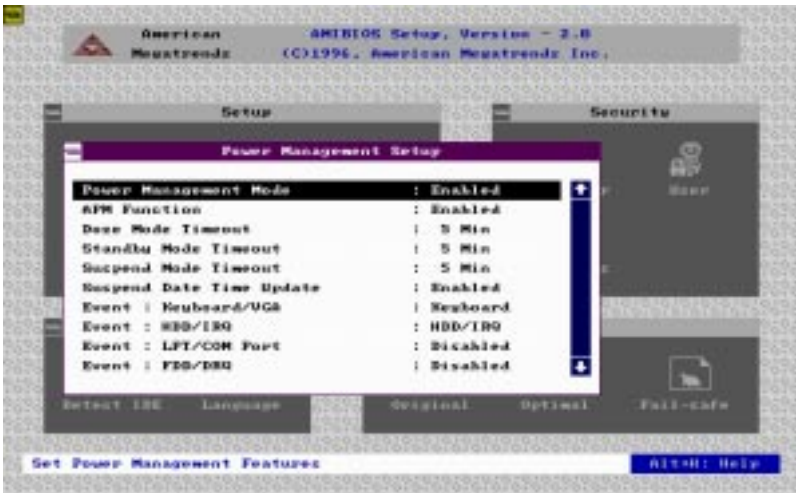 American Megatrends
AMIBIOS Setup, Version - 2.0
(C)1996, American Megatrends Inc.
Setup
Security
Power Management Setup
Power Management Mode : Enabled
APM Function : Enabled
Doze Mode Timeout : 5 Min
Standby Mode Timeout : 5 Min
Suspend Mode Timeout : 5 Min
Suspend Date Time Update : Enabled
Event : Keyboard/VGA : Keyboard
Event : HDD/IRQ : HDD/IRQ
Event : LPT/COM Port : Disabled
Event : FDD/DRQ : Disabled
User
Detect IDE
Language
Original
Optimal
Fail-safe
Set Power Management Features
Alt+H: Help